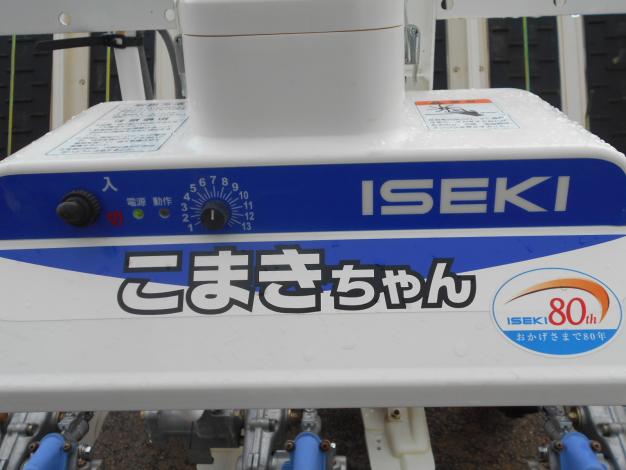 入
切
電源 動作
1 2 3 4 5 6 7 8 9 10 11 12 13
ISEKI
こまきちゃん
ISEKI 80th
おかげさまで80年